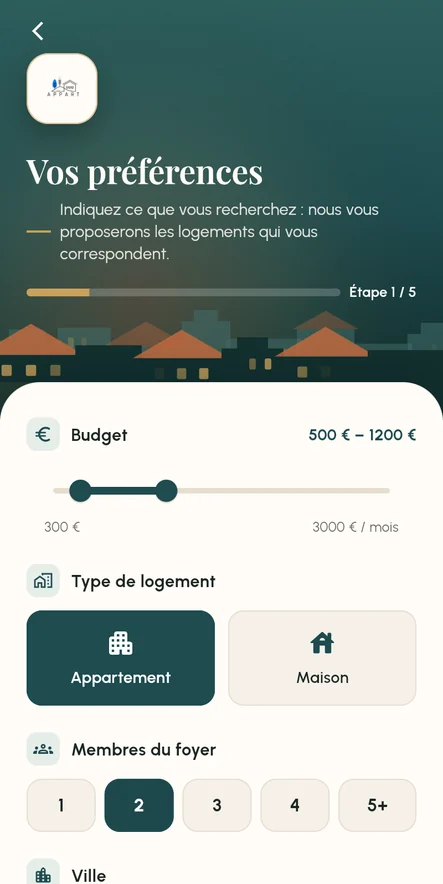 APPART
Vos préférences
Indiquez ce que vous recherchez : nous vous
proposerons les logements qui vous
correspondent.
Étape 1 / 5
€ Budget 500 € – 1200 €
300 € 3000 € / mois
Type de logement
Appartement Maison
Membres du foyer
1 2 3 4 5+
Ville